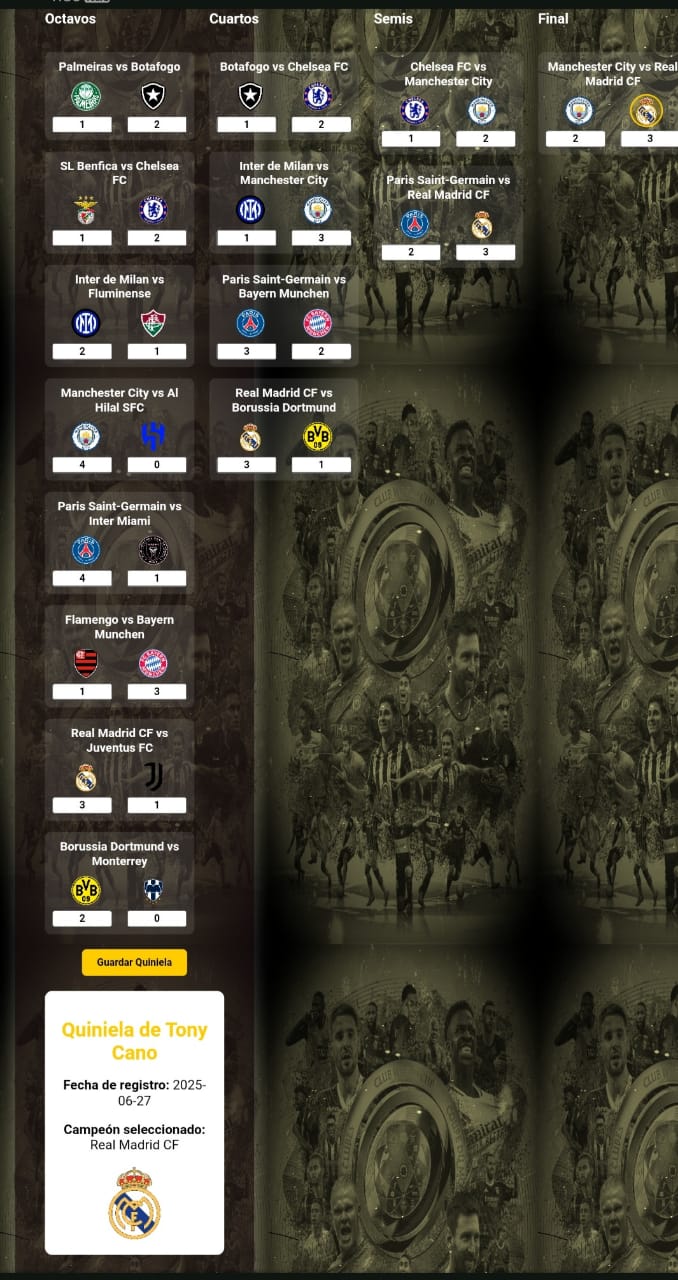 Octavos
Palmeiras vs Botafogo
1 2
SL Benfica vs Chelsea
FC
1 2
Inter de Milan vs
Fluminense
2 1
Manchester City vs Al
Hilal SFC
4 0
Paris Saint-Germain vs
Inter Miami
4 1
Flamengo vs Bayern
Munchen
1 3
Real Madrid CF vs
Juventus FC
3 1
Borussia Dortmund vs
Monterrey
BVB
09
2 0
Cuartos
Botafogo vs Chelsea FC
1 2
Inter de Milan vs
Manchester City
1 3
Paris Saint-Germain vs
Bayern Munchen
3 2
Real Madrid CF vs
Borussia Dortmund
BVB
09
3 1
Semis
Chelsea FC vs
Manchester City
1 2
Paris Saint-Germain vs
Real Madrid CF
2 3
Final
Manchester City vs Real
Madrid CF
2 3
Guardar Quiniela
Quiniela de Tony
Cano
Fecha de registro: 2025-
06-27
Campeón seleccionado:
Real Madrid CF